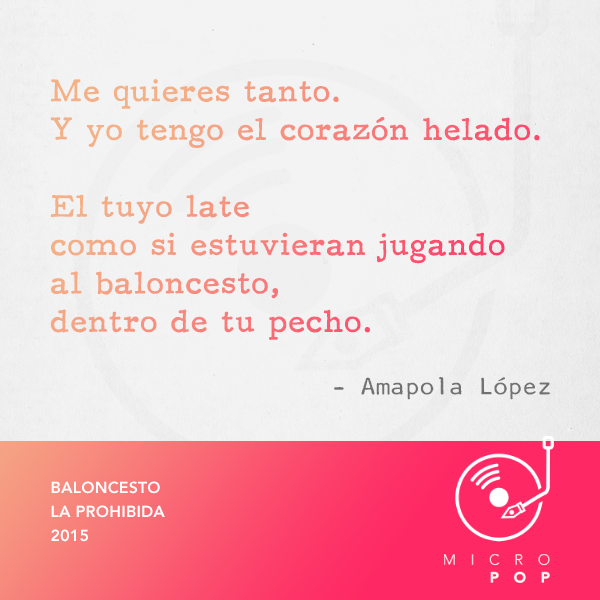 Me quieres tanto.
Y yo tengo el corazón helado.
El tuyo late
como si estuvieran jugando
al baloncesto,
dentro de tu pecho.
- Amapola López
BALONCESTO
LA PROHIBIDA
2015
MICRO
POP